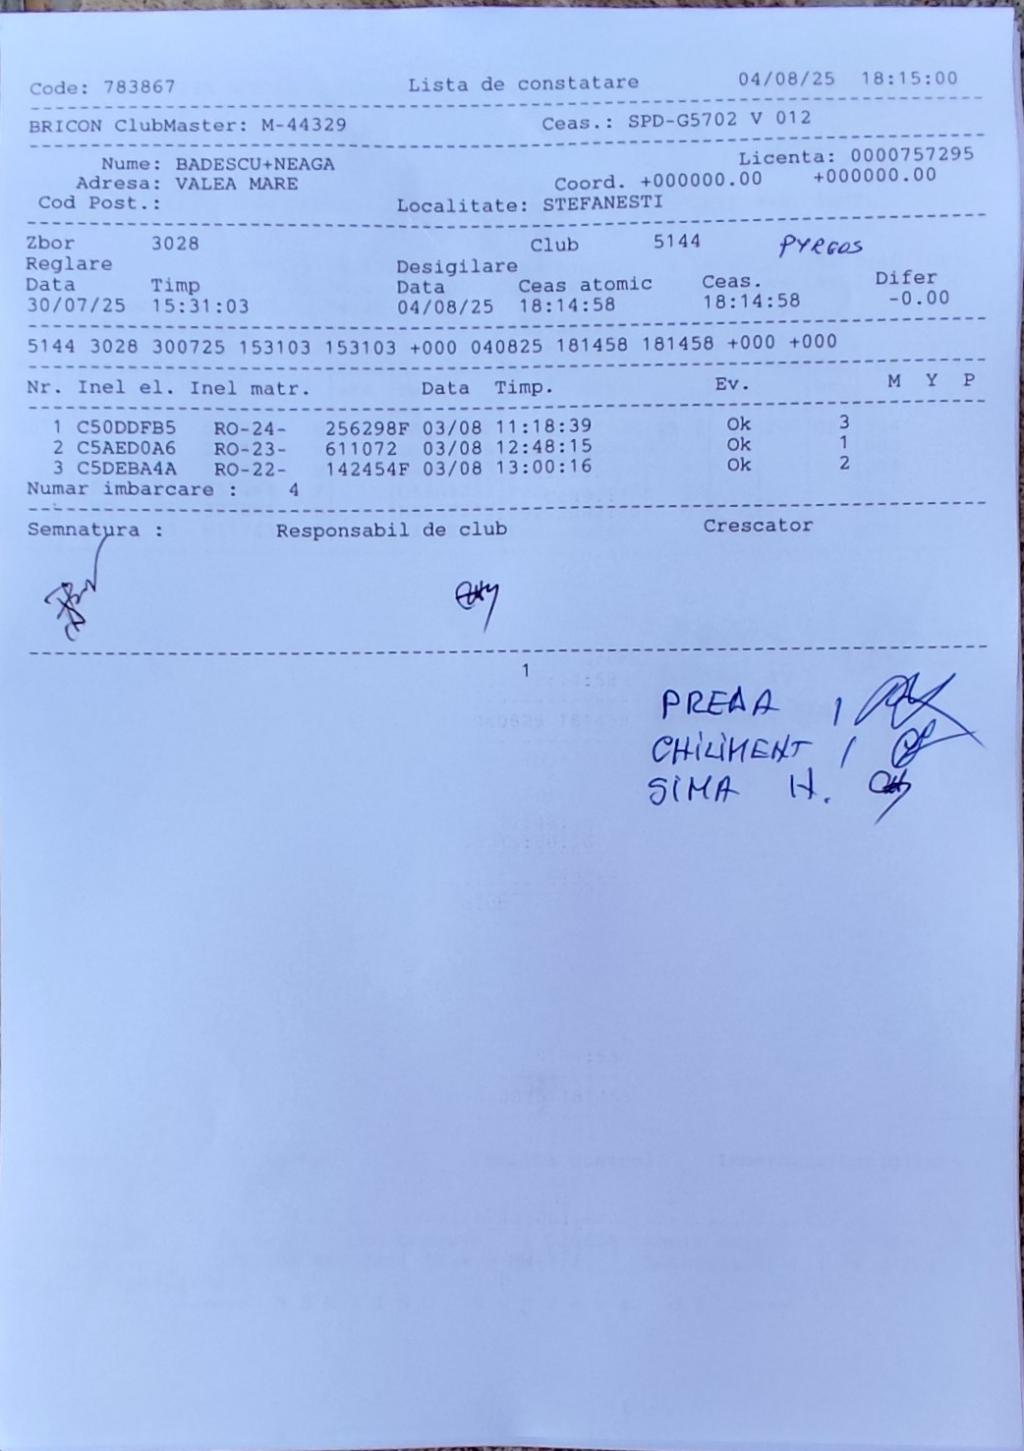 Code: 783867 Lista de constatare 04/08/25 18:15:00
BRICON ClubMaster: M-44329 Ceas.: SPD-G5702 V 012
Nume: BADESCU+NEAGA Licenta: 0000757295
Adresa: VALEA MARE Coord. +000000.00 +000000.00
Cod Post.: Localitate: STEFANESTI
Zbor 3028 Club 5144 PYRGOS
Reglare Desigilare
Data Timp Data Ceas atomic Ceas. Difer
30/07/25 15:31:03 04/08/25 18:14:58 18:14:58 -0.00
5144 3028 300725 153103 153103 +000 040825 181458 181458 +000 +000
Nr. Inel el. Inel matr. Data Timp. Ev. M Y P
1 C50DDFB5 RO-24- 256298F 03/08 11:18:39 Ok 3
2 C5AED0A6 RO-23- 611072 03/08 12:48:15 Ok 1
3 C5DEBA4A RO-22- 142454F 03/08 13:00:16 Ok 2
Numar imbarcare : 4
Semnatura : Responsabil de club Crescator
1
PREDA I
CHILIMENT I
SIMA H.